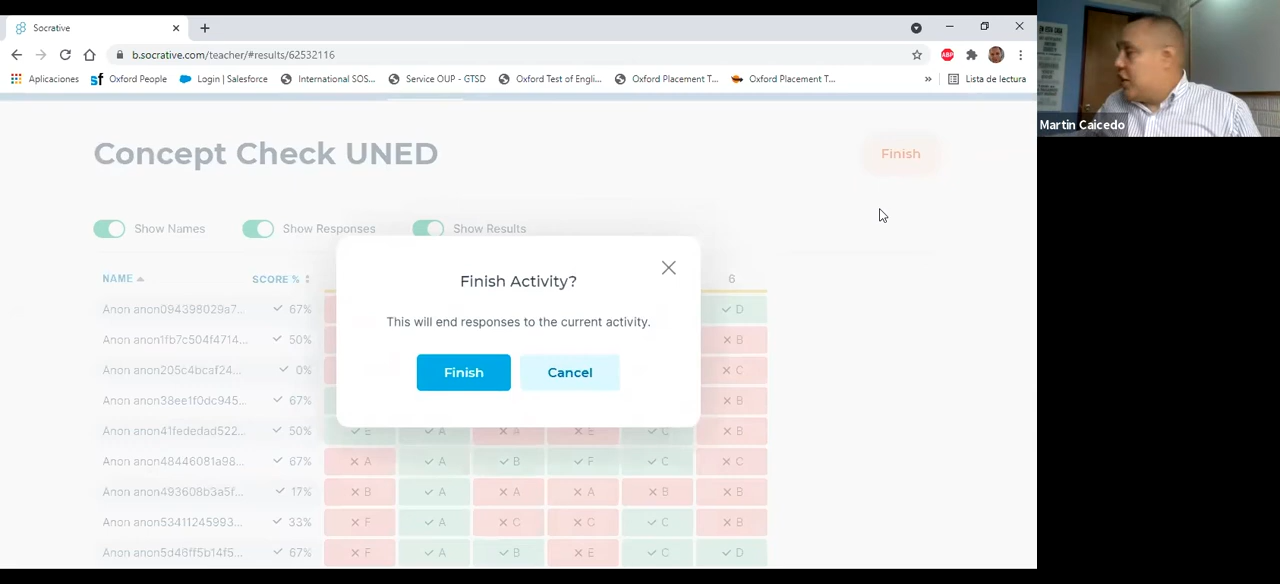 Socrative
b.socrative.com/teacher/#results/62532116
ABP
Aplicaciones Oxford People Login | Salesforce International SOS... Service OUP - GTSD Oxford Test of Engli... Oxford Placement T... Oxford Placement T... » Lista de lectura
Martin Caicedo
Concept Check UNED
Finish
Show Names Show Responses Show Results
NAME SCORE % 6
Finish Activity?
This will end responses to the current activity.
Finish Cancel
Anon anon094398029a7... 67% D
Anon anon1fb7c504f4714... 50% B
Anon anon205c4bcaf24... 0% C
Anon anon38ee1f0dc945... 67% B
Anon anon41fededad522... 50% E A A E C B
Anon anon48446081a98... 67% A A B F C C
Anon anon493608b3a5f... 17% B A A A B B
Anon anon53411245993... 33% F A C C C B
Anon anon5d46ff5b14f5... 67% F A B E C D